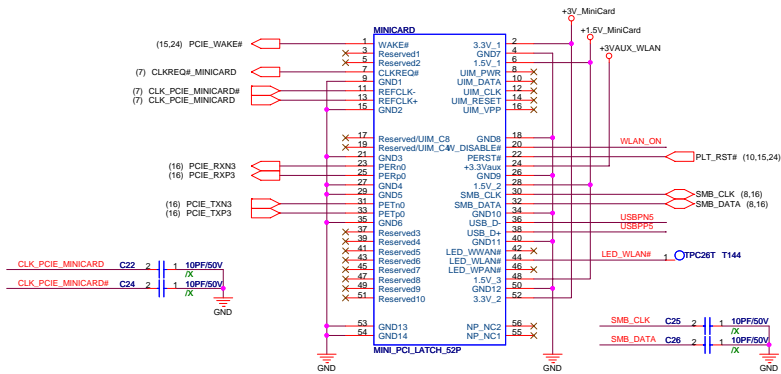 +3V_MiniCard
+1.5V_MiniCard
+3VAUX_WLAN
MINICARD
(15,24) PCIE_WAKE# 1 WAKE# 3.3V_1 2
3 Reserved1 GND7 4
5 Reserved2 1.5V_1 6
(7) CLKREQ#_MINICARD 7 CLKREQ# UIM_PWR 8
9 GND1 UIM_DATA 10
(7) CLK_PCIE_MINICARD# 11 REFCLK- UIM_CLK 12
(7) CLK_PCIE_MINICARD 13 REFCLK+ UIM_RESET 14
15 GND2 UIM_VPP 16
17 Reserved/UIM_C8 GND8 18
19 Reserved/UIM_C4 W_DISABLE# 20 WLAN_ON
21 GND3 PERST# 22 PLT_RST# (10,15,24)
(16) PCIE_RXN3 23 PERn0 +3.3Vaux 24
(16) PCIE_RXP3 25 PERp0 GND9 26
27 GND4 1.5V_2 28
29 GND5 SMB_CLK 30 SMB_CLK (8,16)
(16) PCIE_TXN3 31 PETn0 SMB_DATA 32 SMB_DATA (8,16)
(16) PCIE_TXP3 33 PETp0 GND10 34
35 GND6 USB_D- 36 USBPN5
37 Reserved3 USB_D+ 38 USBPP5
39 Reserved4 GND11 40
41 Reserved5 LED_WWAN# 42
43 Reserved6 LED_WLAN# 44 LED_WLAN# 1 TPC26T T144
45 Reserved7 LED_WPAN# 46
47 Reserved8 1.5V_3 48
49 Reserved9 GND12 50
51 Reserved10 3.3V_2 52
53 GND13 NP_NC2 56
54 GND14 NP_NC1 55
MINI_PCI_LATCH_52P
GND
GND
CLK_PCIE_MINICARD C22 2 1 10PF/50V
/X
CLK_PCIE_MINICARD# C24 2 1 10PF/50V
/X
GND
SMB_CLK C25 2 1 10PF/50V
/X
SMB_DATA C26 2 1 10PF/50V
/X
GND